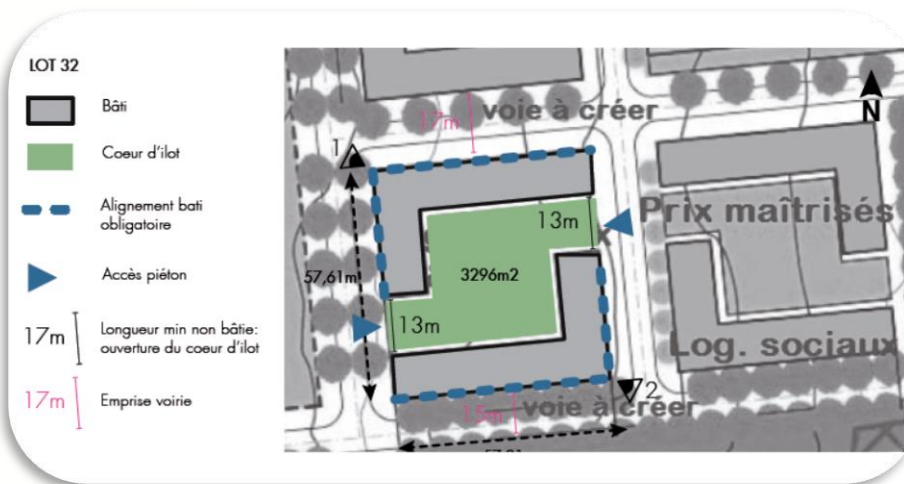 LOT 32
Bâti
Coeur d'ilot
Alignement bati
obligatoire
Accès piéton
17m
Longueur min non bâtie:
ouverture du coeur d'ilot
17m
Emprise voirie
17m
voie à créer
N
1
13m
Prix maîtrisés
57,61m
3296m2
13m
Log. sociaux
2
15m
voie à créer